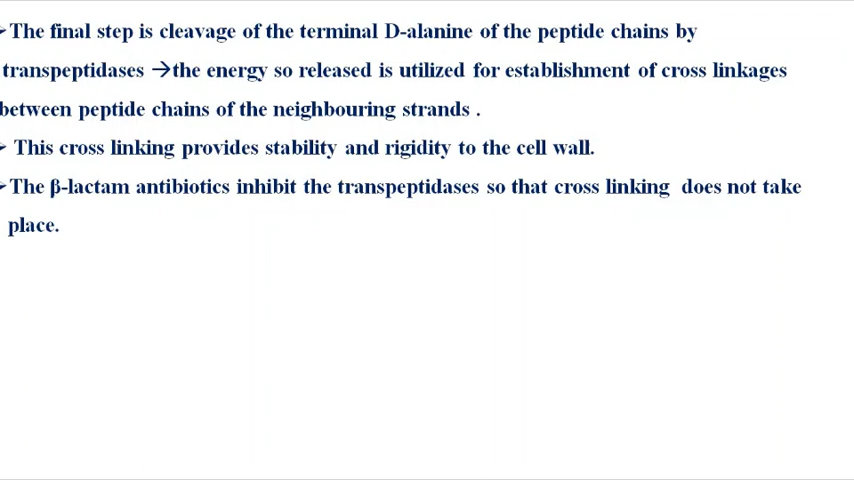 ➢The final step is cleavage of the terminal D-alanine of the peptide chains by
transpeptidases →the energy so released is utilized for establishment of cross linkages
between peptide chains of the neighbouring strands .
➢ This cross linking provides stability and rigidity to the cell wall.
➢The β-lactam antibiotics inhibit the transpeptidases so that cross linking does not take
place.